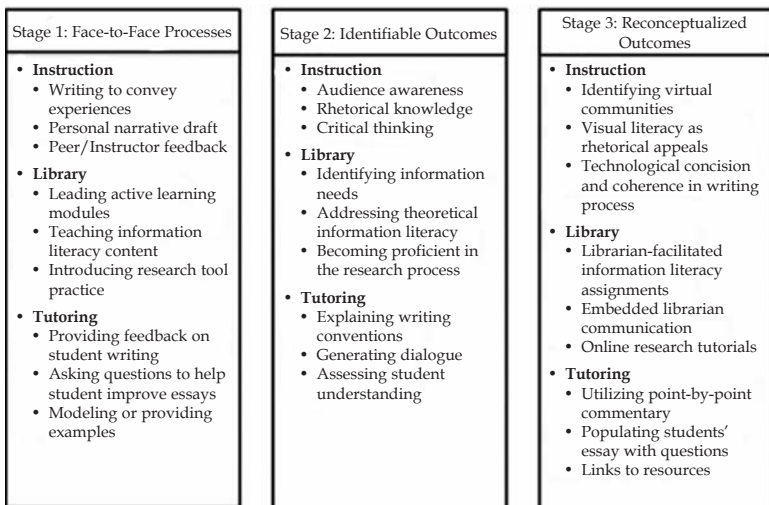 Stage 1: Face-to-Face Processes
• Instruction
• Writing to convey
experiences
• Personal narrative draft
• Peer/Instructor feedback
• Library
• Leading active learning
modules
• Teaching information
literacy content
• Introducing research tool
practice
• Tutoring
• Providing feedback on
student writing
• Asking questions to help
student improve essays
• Modeling or providing
examples
Stage 2: Identifiable Outcomes
• Instruction
• Audience awareness
• Rhetorical knowledge
• Critical thinking
• Library
• Identifying information
needs
• Addressing theoretical
information literacy
• Becoming proficient in
the research process
• Tutoring
• Explaining writing
conventions
• Generating dialogue
• Assessing student
understanding
Stage 3: Reconceptualized
Outcomes
• Instruction
• Identifying virtual
communities
• Visual literacy as
rhetorical appeals
• Technological concision
and coherence in writing
process
• Library
• Librarian-facilitated
information literacy
assignments
• Embedded librarian
communication
• Online research tutorials
• Tutoring
• Utilizing point-by-point
commentary
• Populating students'
essay with questions
• Links to resources